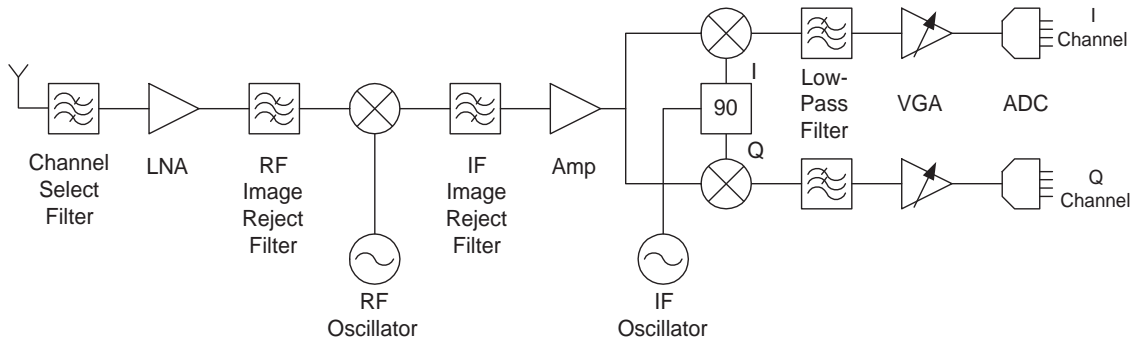 I
Channel
I
Low-
Pass
Filter
VGA
ADC
90
Channel
Select
Filter
LNA
RF
Image
Reject
Filter
IF
Image
Reject
Filter
Amp
Q
Q
Channel
RF
Oscillator
IF
Oscillator